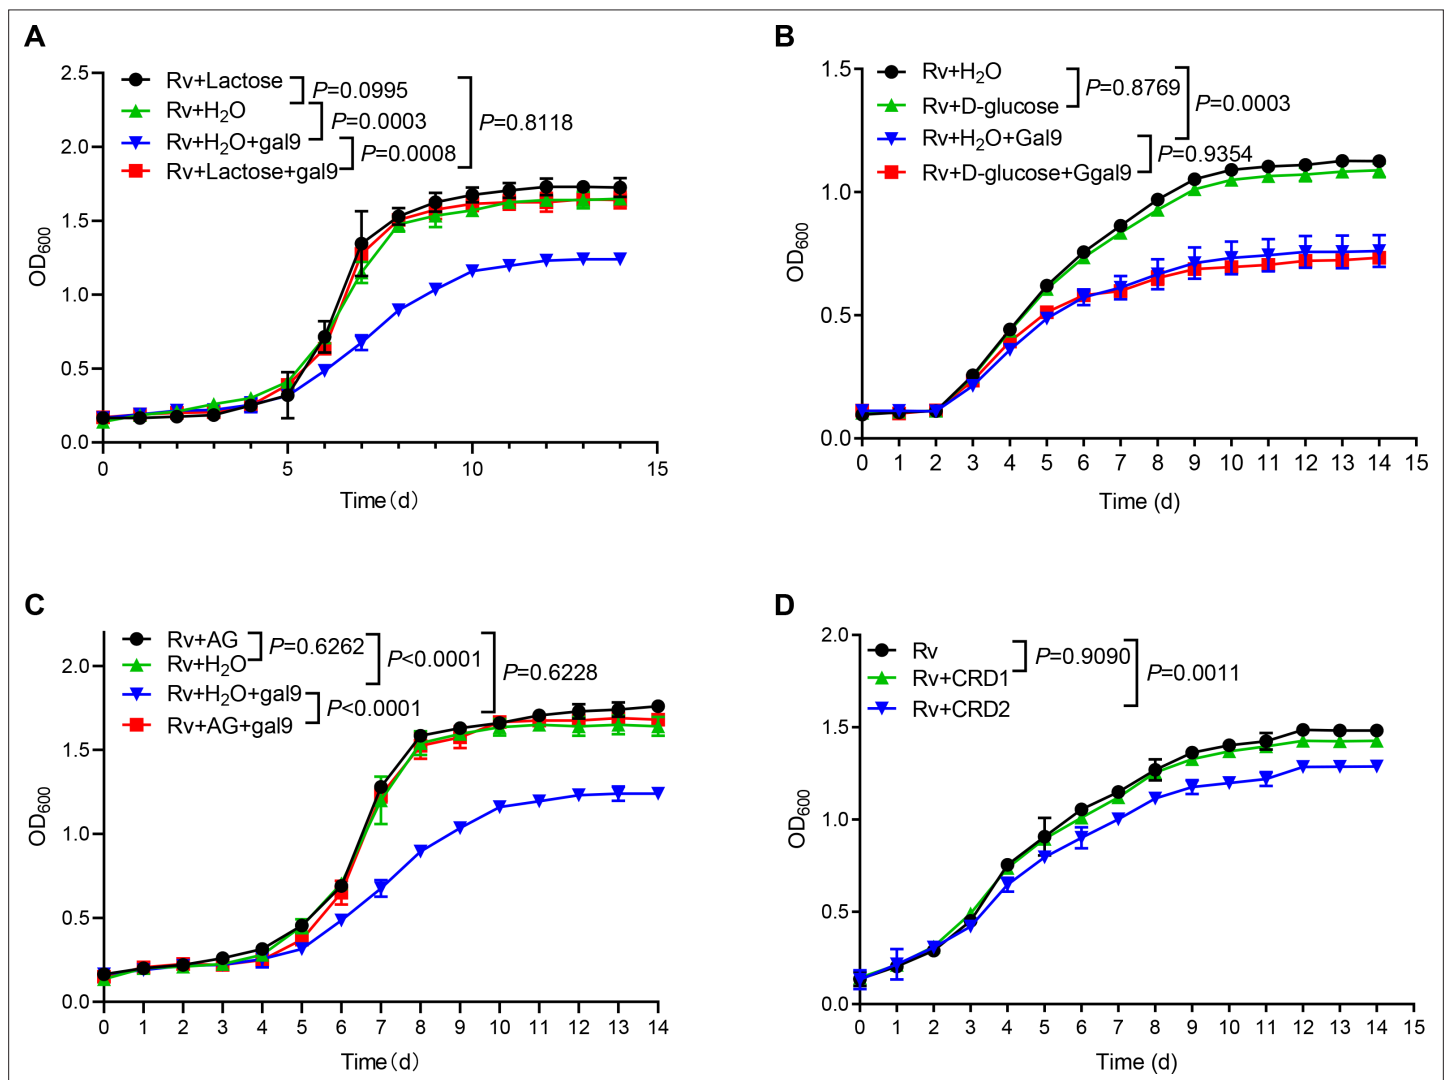 A
Rv+Lactose
Rv+H2O
Rv+H2O+gal9
Rv+Lactose+gal9
P=0.0995
P=0.0003
P=0.0008
P=0.8118
2.5
2.0
1.5
1.0
0.5
0.0
OD600
0 5 10 15
Time (d)
B
Rv+H2O
Rv+D-glucose
Rv+H2O+Gal9
Rv+D-glucose+Ggal9
P=0.8769
P=0.0003
P=0.9354
1.5
1.0
0.5
0.0
OD600
0 1 2 3 4 5 6 7 8 9 10 11 12 13 14 15
Time (d)
C
Rv+AG
Rv+H2O
Rv+H2O+gal9
Rv+AG+gal9
P=0.6262
P<0.0001
P<0.0001
P=0.6228
2.0
1.5
1.0
0.5
0.0
OD600
0 1 2 3 4 5 6 7 8 9 10 11 12 13 14
Time (d)
D
Rv
Rv+CRD1
Rv+CRD2
P=0.9090
P=0.0011
2.0
1.5
1.0
0.5
0.0
OD600
0 1 2 3 4 5 6 7 8 9 10 11 12 13 14 15
Time (d)